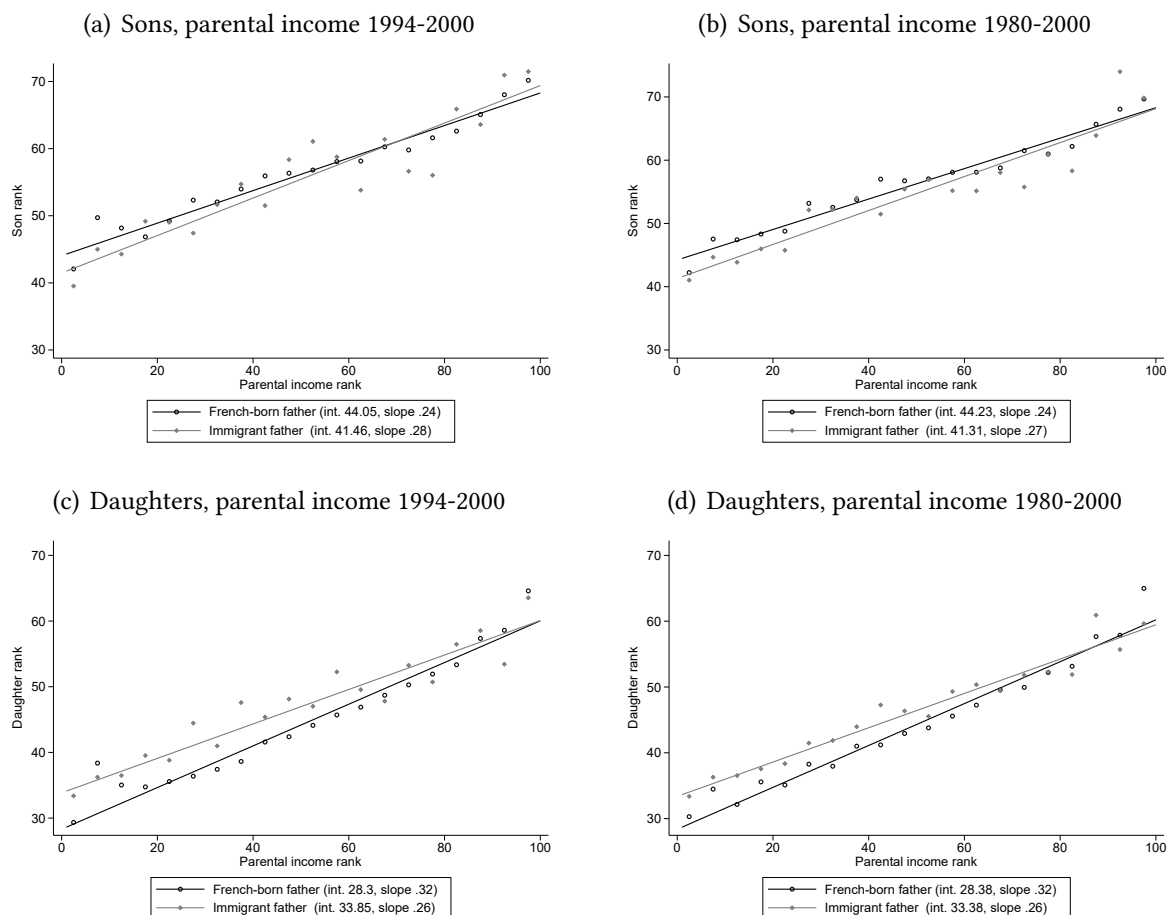 (a) Sons, parental income 1994-2000
70
60
50
40
30
Son rank
0 20 40 60 80 100
Parental income rank
French-born father (int. 44.05, slope .24)
Immigrant father (int. 41.46, slope .28)
(b) Sons, parental income 1980-2000
70
60
50
40
30
Son rank
0 20 40 60 80 100
Parental income rank
French-born father (int. 44.23, slope .24)
Immigrant father (int. 41.31, slope .27)
(c) Daughters, parental income 1994-2000
70
60
50
40
30
Daughter rank
0 20 40 60 80 100
Parental income rank
French-born father (int. 28.3, slope .32)
Immigrant father (int. 33.85, slope .26)
(d) Daughters, parental income 1980-2000
70
60
50
40
30
Daughter rank
0 20 40 60 80 100
Parental income rank
French-born father (int. 28.38, slope .32)
Immigrant father (int. 33.38, slope .26)